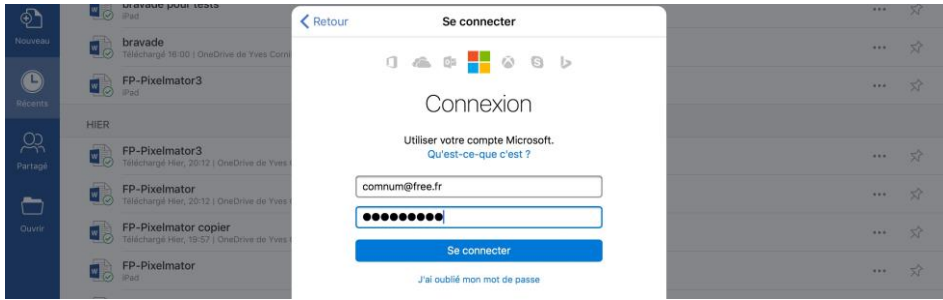 bravade pour tests
iPad
Nouveau
bravade
Téléchargé 16:00 | OneDrive de Yves Corni
FP-Pixelmator3
iPad
Récents
HIER
FP-Pixelmator3
Téléchargé Hier, 20:12 | OneDrive de Yves
Partagé
FP-Pixelmator
Téléchargé Hier, 20:12 | OneDrive de Yves
Ouvrir
FP-Pixelmator copier
Téléchargé Hier, 19:57 | OneDrive de Yves
FP-Pixelmator
iPad
Retour
Se connecter
Connexion
Utiliser votre compte Microsoft.
Qu'est-ce-que c'est ?
comnum@free.fr
Se connecter
J'ai oublié mon mot de passe